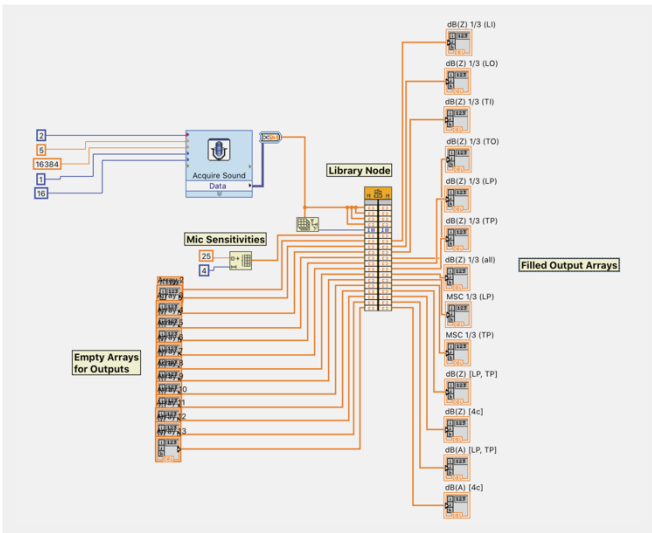 dB(Z) 1/3 (LI)
dB(Z) 1/3 (LO)
dB(Z) 1/3 (TI)
dB(Z) 1/3 (TO)
dB(Z) 1/3 (LP)
dB(Z) 1/3 (TP)
dB(Z) 1/3 (all)
MSC 1/3 (LP)
MSC 1/3 (TP)
dB(Z) [LP, TP]
dB(Z) [4c]
dB(A) [LP, TP]
dB(A) [4c]
2
5
16384
1
16
Acquire Sound
Data
Library Node
Mic Sensitivities
25
4
Filled Output Arrays
Empty Arrays
for Outputs